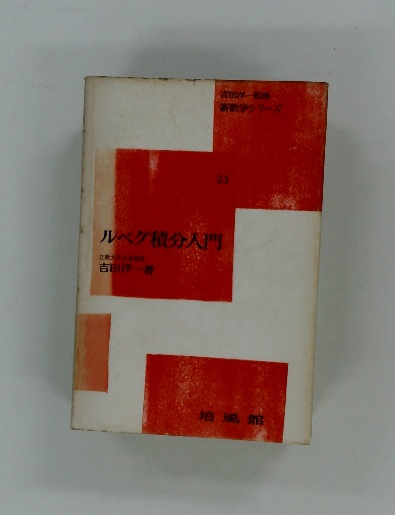 吉田洋一監修
新数学シリーズ
23
ルベグ積分入門
吉田洋一著
培風館